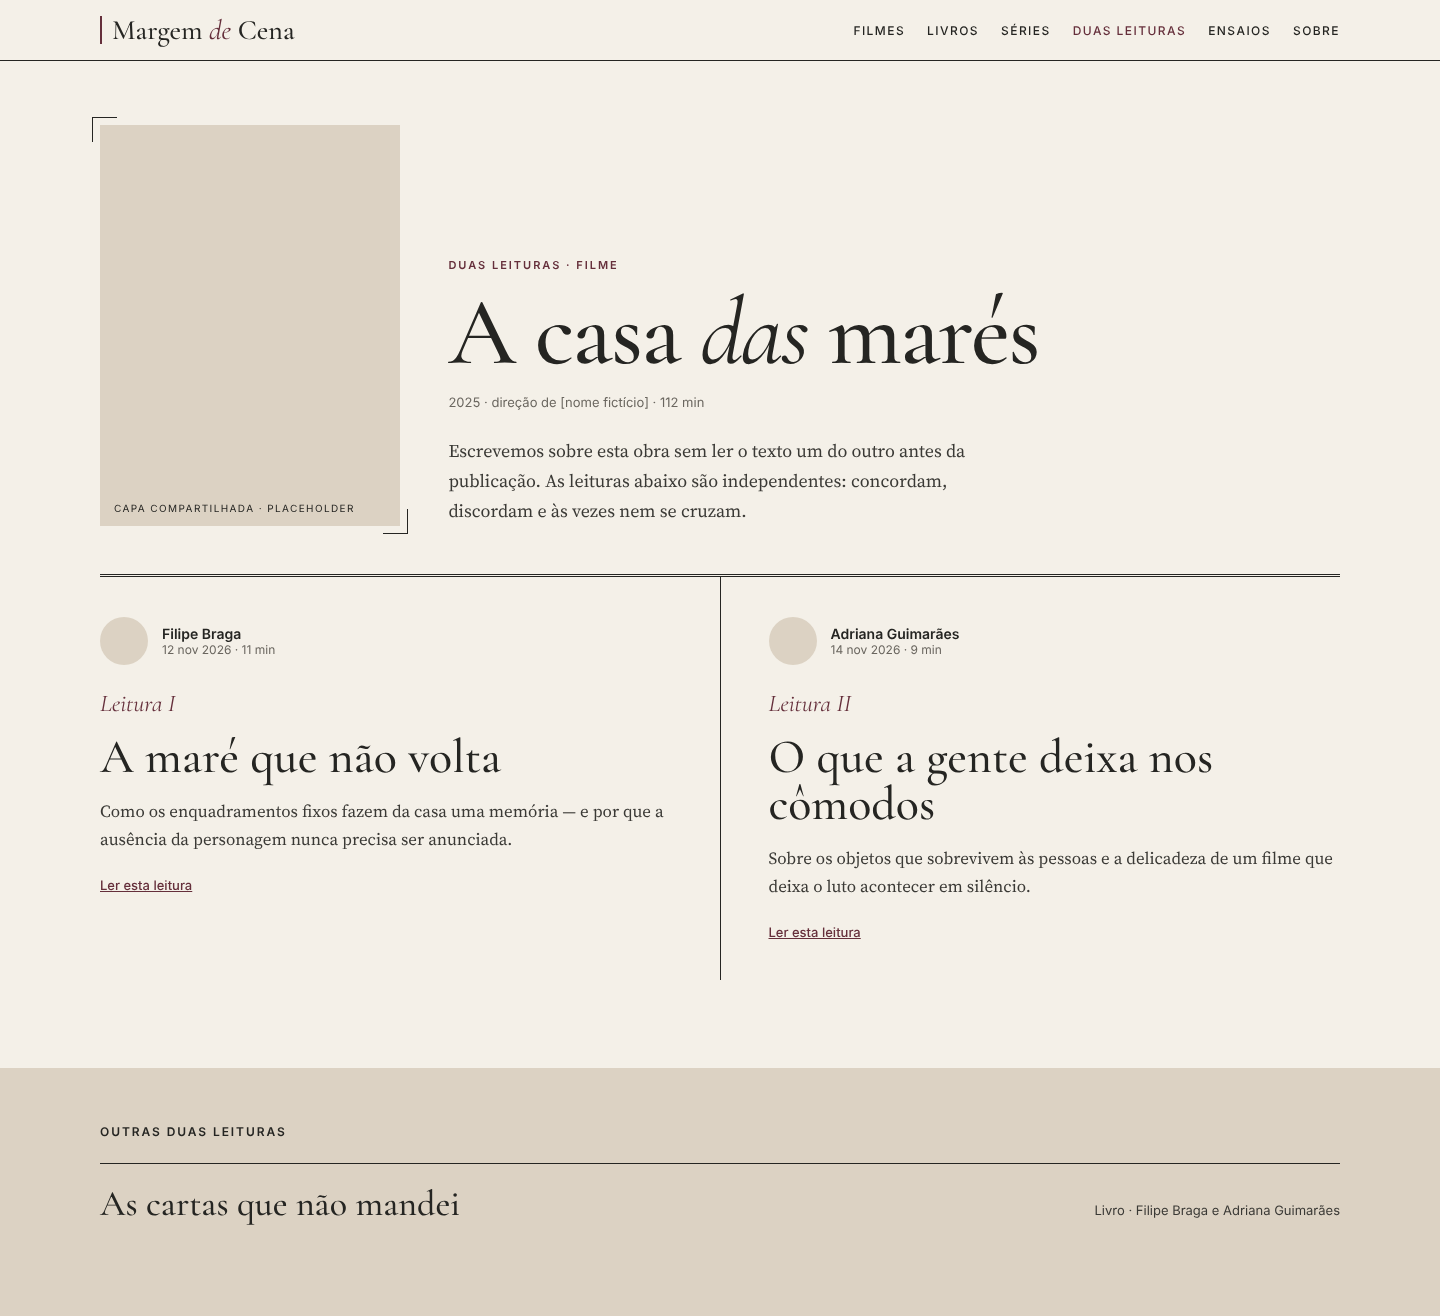 Margem de Cena
FILMES LIVROS SÉRIES DUAS LEITURAS ENSAIOS SOBRE
CAPA COMPARTILHADA · PLACEHOLDER
DUAS LEITURAS · FILME
A casa das marés
2025 · direção de [nome fictício] · 112 min
Escrevemos sobre esta obra sem ler o texto um do outro antes da
publicação. As leituras abaixo são independentes: concordam,
discordam e às vezes nem se cruzam.
Filipe Braga
12 nov 2026 · 11 min
Leitura I
A maré que não volta
Como os enquadramentos fixos fazem da casa uma memória — e por que a
ausência da personagem nunca precisa ser anunciada.
Ler esta leitura
Adriana Guimarães
14 nov 2026 · 9 min
Leitura II
O que a gente deixa nos
cômodos
Sobre os objetos que sobrevivem às pessoas e a delicadeza de um filme que
deixa o luto acontecer em silêncio.
Ler esta leitura
OUTRAS DUAS LEITURAS
As cartas que não mandei
Livro · Filipe Braga e Adriana Guimarães